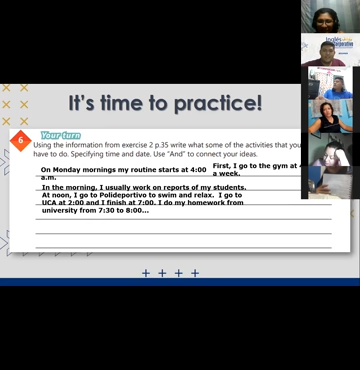 It's time to practice!
Inglés
Corporativo
6
Your turn
Using the information from exercise 2 p.35 write what some of the activities that you
have to do. Specifying time and date. Use "And" to connect your ideas.
On Monday mornings my routine starts at 4:00 a.m.
First, I go to the gym at
a week.
In the morning, I usually work on reports of my students.
At noon, I go to Polideportivo to swim and relax. I go to
UCA at 2:00 and I finish at 7:00. I do my homework from
university from 7:30 to 8:00...